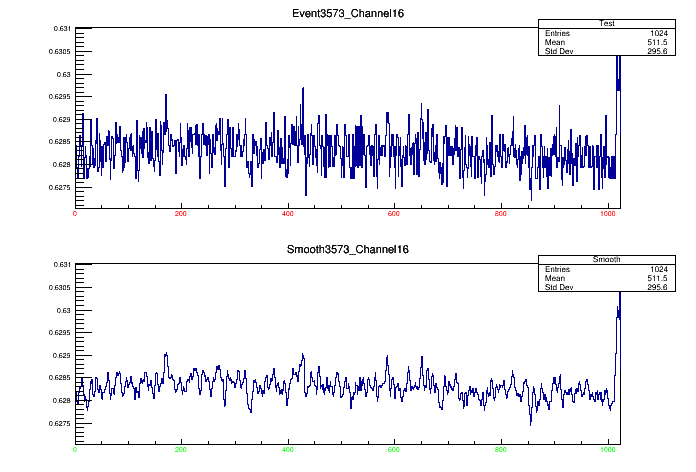 Event3573_Channel16
Test
Entries 1024
Mean 511.5
Std Dev 295.6
0.631
0.6305
0.63
0.6295
0.629
0.6285
0.628
0.6275
0 200 400 600 800 1000
Smooth3573_Channel16
Smooth
Entries 1024
Mean 511.5
Std Dev 295.6
0.631
0.6305
0.63
0.6295
0.629
0.6285
0.628
0.6275
0 200 400 600 800 1000